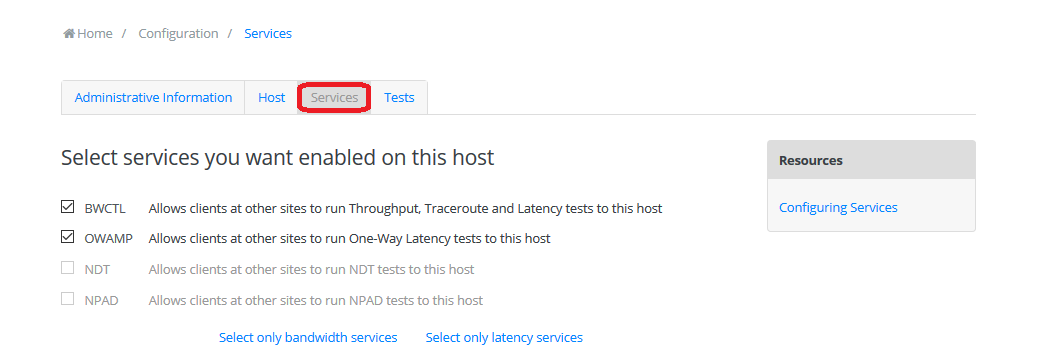 Home / Configuration / Services
Administrative Information Host Services Tests
Select services you want enabled on this host
Resources
BWCTL Allows clients at other sites to run Throughput, Traceroute and Latency tests to this host
Configuring Services
OWAMP Allows clients at other sites to run One-Way Latency tests to this host
NDT Allows clients at other sites to run NDT tests to this host
NPAD Allows clients at other sites to run NPAD tests to this host
Select only bandwidth services Select only latency services